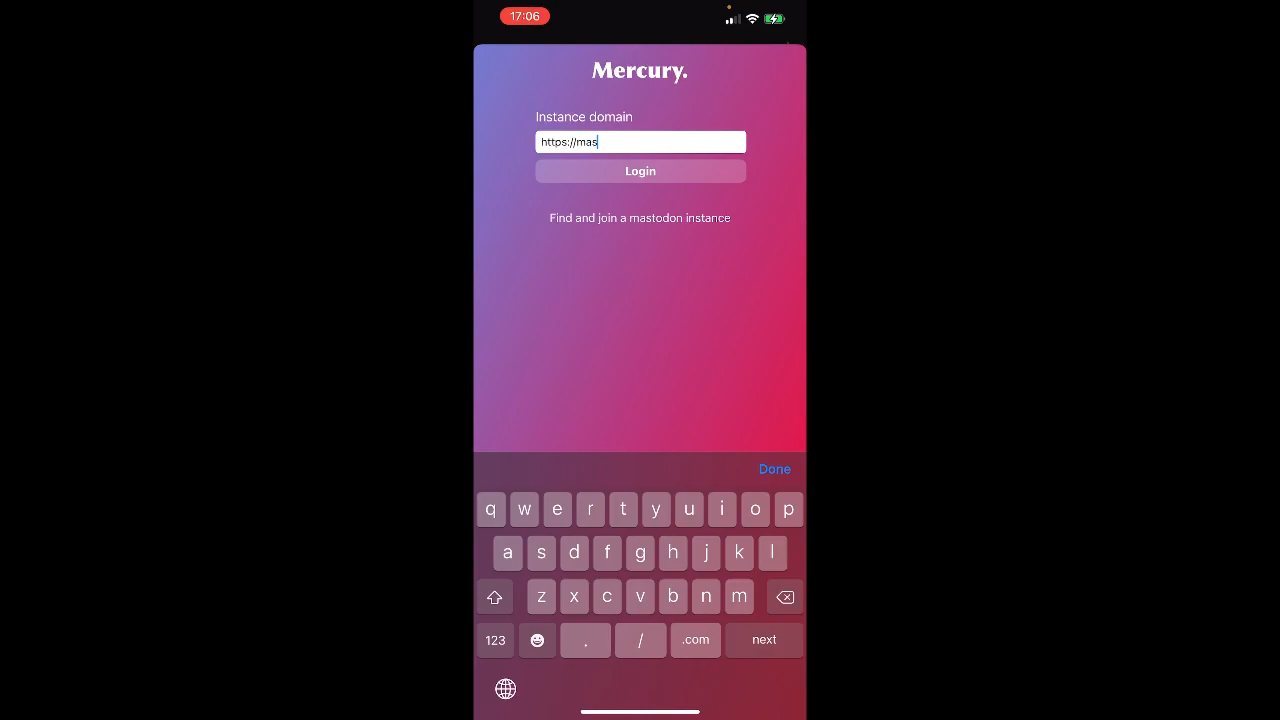 17:06
Mercury.
Instance domain
https://mas
Login
Find and join a mastodon instance
Done
q w e r t y u i o p
a s d f g h j k l
z x c v b n m
123 . / .com next